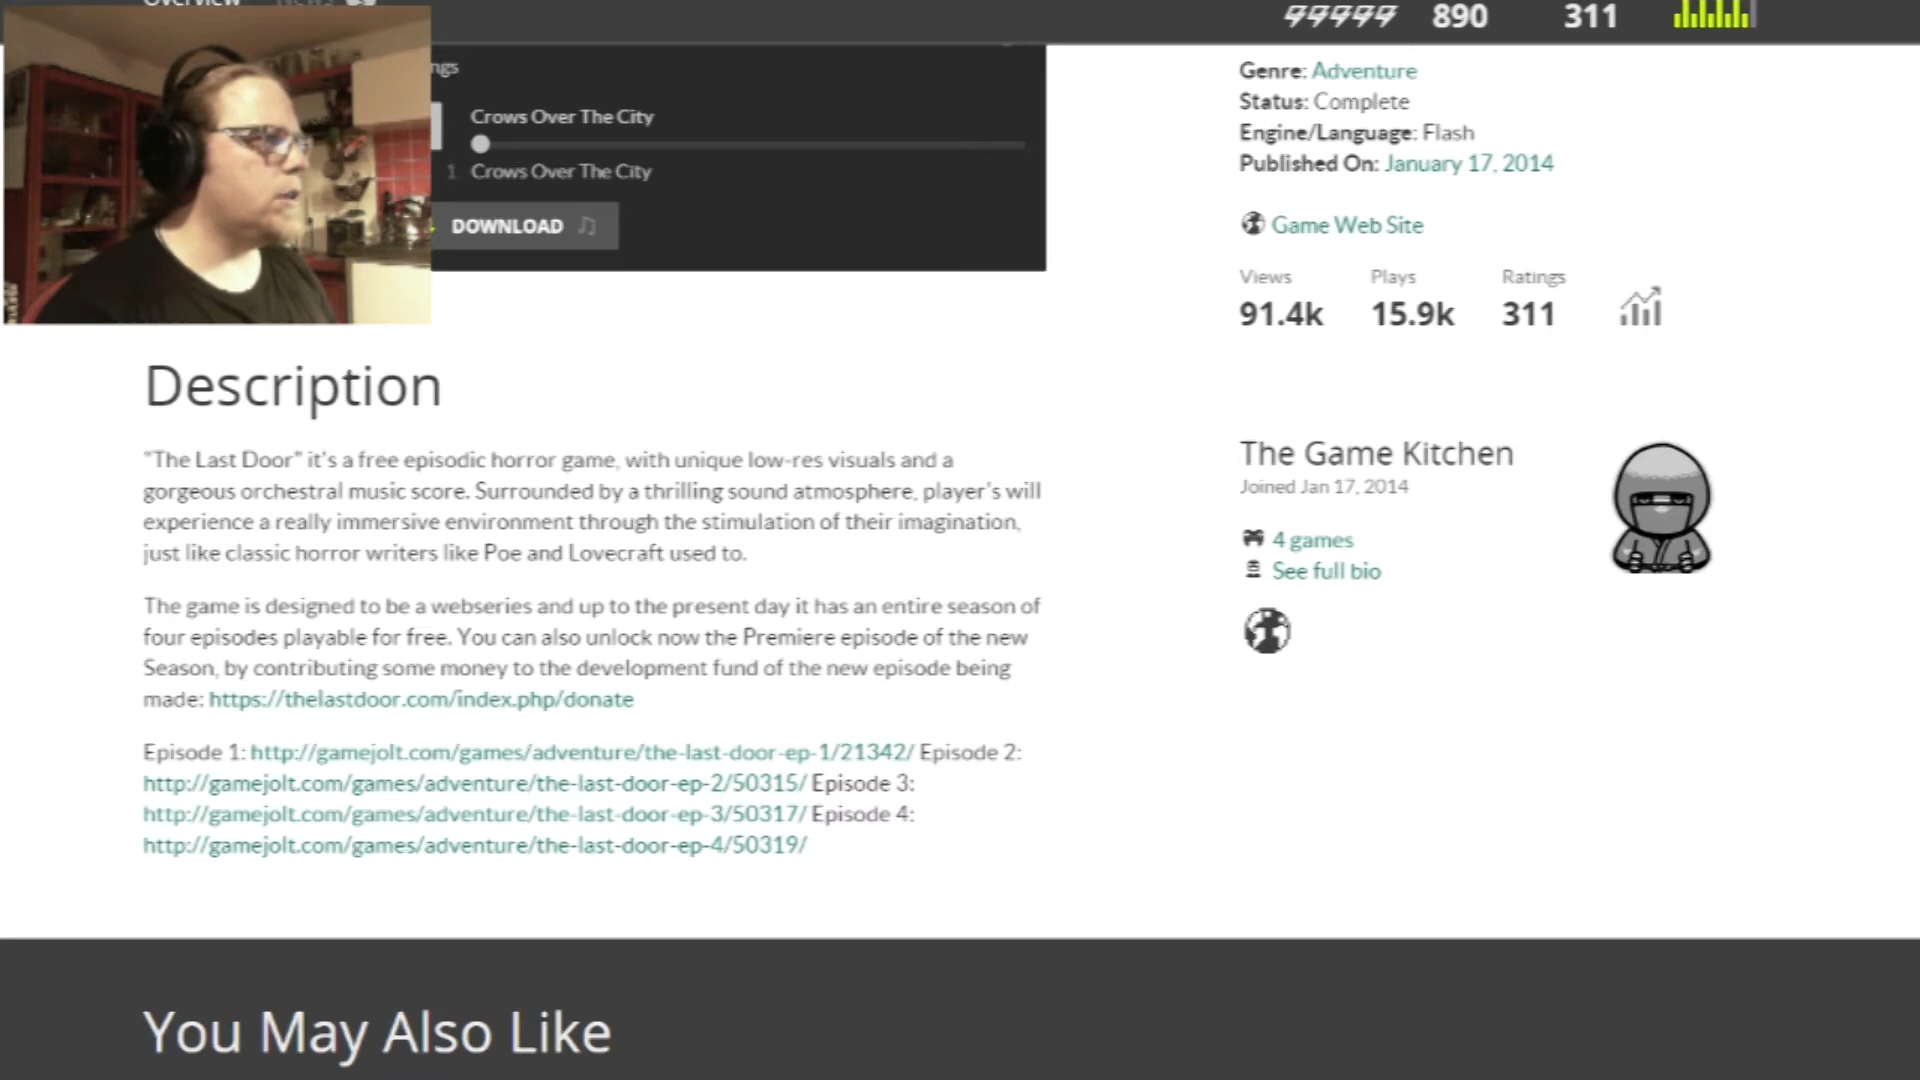 Overview News
890 311
ngs
Crows Over The City
1 Crows Over The City
DOWNLOAD
Genre: Adventure
Status: Complete
Engine/Language: Flash
Published On: January 17, 2014
Game Web Site
Views Plays Ratings
91.4k 15.9k 311
Description
"The Last Door" it's a free episodic horror game, with unique low-res visuals and a
gorgeous orchestral music score. Surrounded by a thrilling sound atmosphere, player's will
experience a really immersive environment through the stimulation of their imagination,
just like classic horror writers like Poe and Lovecraft used to.
The game is designed to be a webseries and up to the present day it has an entire season of
four episodes playable for free. You can also unlock now the Premiere episode of the new
Season, by contributing some money to the development fund of the new episode being
made: https://thelastdoor.com/index.php/donate
Episode 1: http://gamejolt.com/games/adventure/the-last-door-ep-1/21342/ Episode 2:
http://gamejolt.com/games/adventure/the-last-door-ep-2/50315/ Episode 3:
http://gamejolt.com/games/adventure/the-last-door-ep-3/50317/ Episode 4:
http://gamejolt.com/games/adventure/the-last-door-ep-4/50319/
The Game Kitchen
Joined Jan 17, 2014
4 games
See full bio
You May Also Like